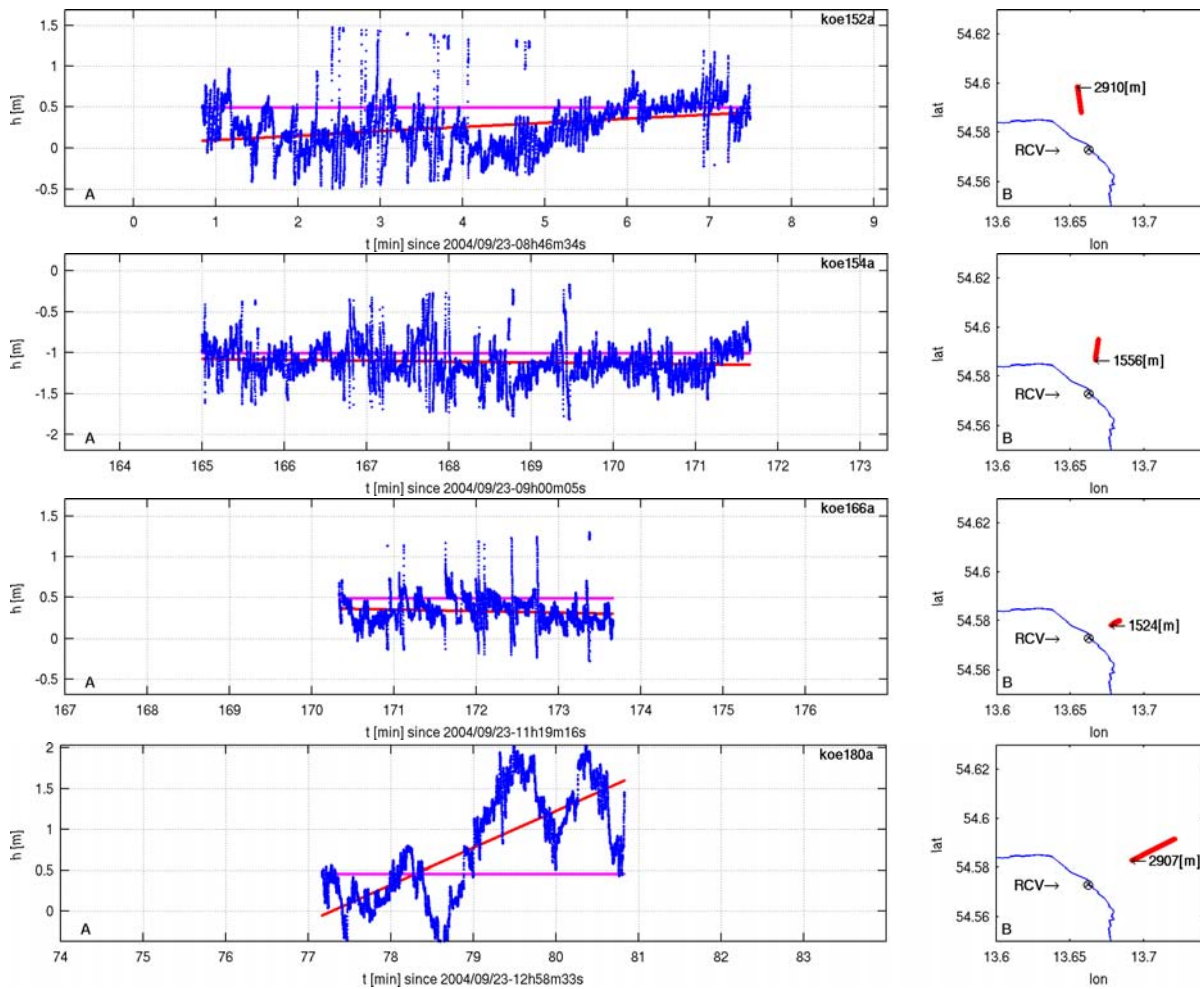 1.5
koe152a
1
0.5
0
-0.5
h [m]
A
0 1 2 3 4 5 6 7 8 9
t [min] since 2004/09/23-08h46m34s
54.62
54.6
54.58
54.56
lat
←2910[m]
RCV→
B
13.6 13.65 13.7
lon
0
koe154a
-0.5
-1
-1.5
-2
h [m]
A
164 165 166 167 168 169 170 171 172 173
t [min] since 2004/09/23-09h00m05s
54.62
54.6
54.58
54.56
lat
←1556[m]
RCV→
B
13.6 13.65 13.7
lon
1.5
koe166a
1
0.5
0
-0.5
h [m]
A
167 168 169 170 171 172 173 174 175 176
t [min] since 2004/09/23-11h19m16s
54.62
54.6
54.58
54.56
lat
←1524[m]
RCV→
B
13.6 13.65 13.7
lon
2
koe180a
1.5
1
0.5
0
h [m]
A
74 75 76 77 78 79 80 81 82 83
t [min] since 2004/09/23-12h58m33s
54.62
54.6
54.58
54.56
lat
←2907[m]
RCV→
B
13.6 13.65 13.7
lon